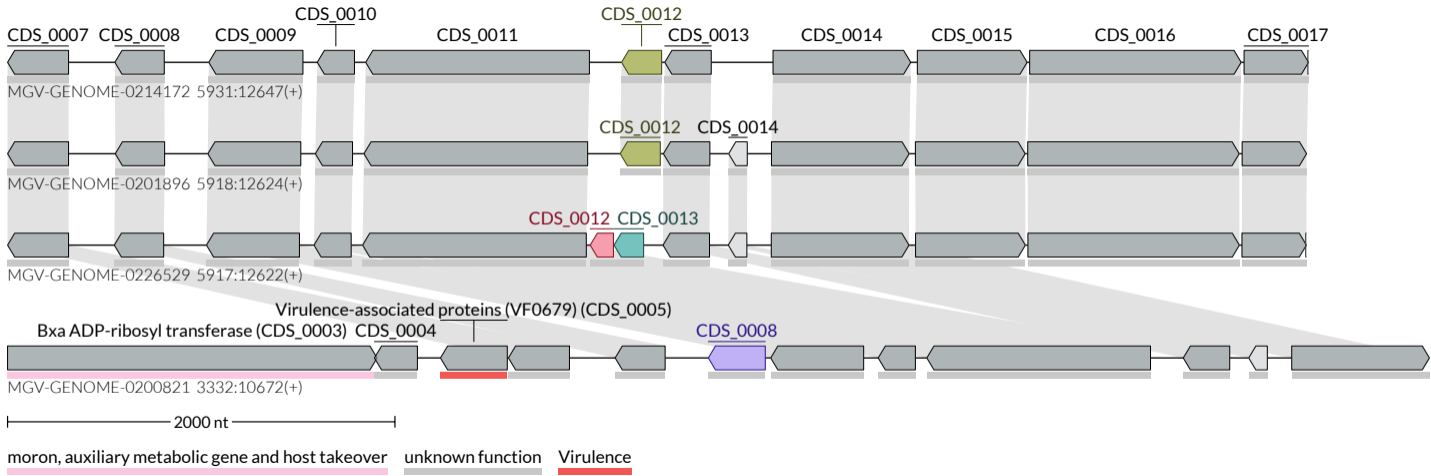 CDS_0010 CDS_0012
CDS_0007 CDS_0008 CDS_0009 CDS_0011 CDS_0013 CDS_0014 CDS_0015 CDS_0016 CDS_0017
MGV-GENOME-0214172 5931:12647(+)
CDS_0012 CDS_0014
MGV-GENOME-0201896 5918:12624(+)
CDS_0012 CDS_0013
MGV-GENOME-0226529 5917:12622(+)
Virulence-associated proteins (VF0679) (CDS_0005)
Bxa ADP-ribosyl transferase (CDS_0003) CDS_0004 CDS_0008
MGV-GENOME-0200821 3332:10672(+)
2000 nt
moron, auxiliary metabolic gene and host takeover unknown function Virulence